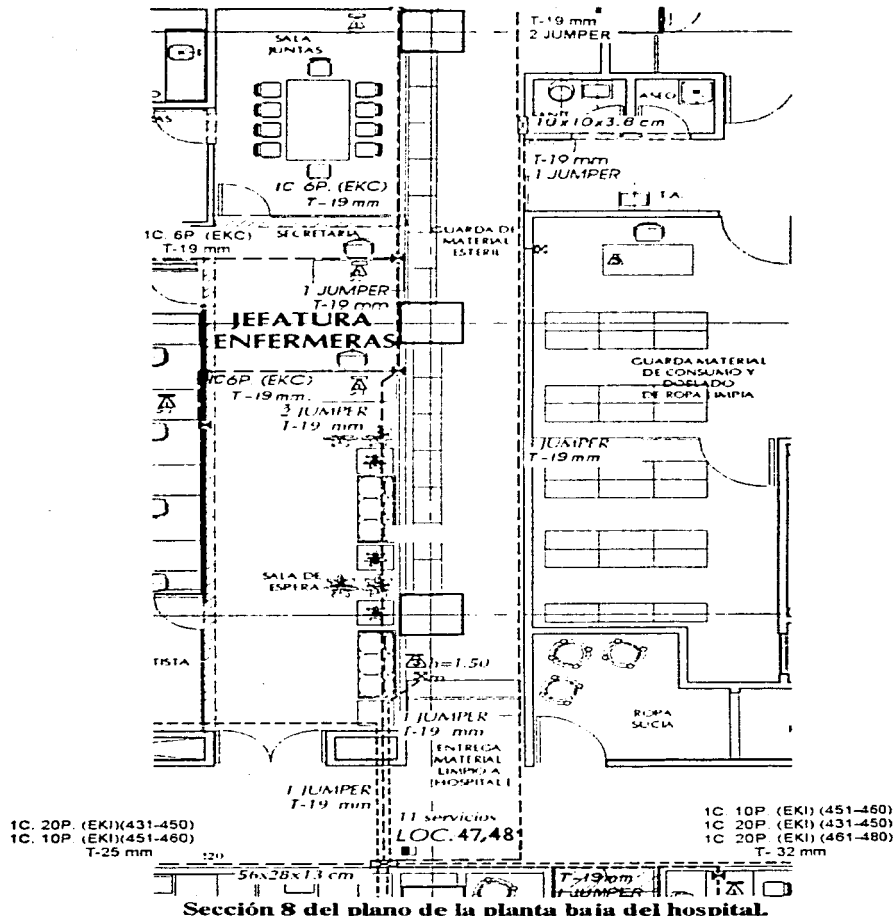 SALA
JUNTAS
T-19 mm
2 JUMPER
ASEO
10x10x3.8 cm
T-19 mm
1 JUMPER
T.A.
1C 6P. (EKC)
T-19 mm
1C. 6P. (EKC)
T-19 mm
SECRETARIA
GUARDA DE
MATERIAL
ESTERIL
1 JUMPER
T-19 mm
JEFATURA
ENFERMERAS
1C 6P. (EKC)
T-19 mm.
3 JUMPER
T-19 mm
GUARDA MATERIAL
DE CONSUMO Y
DOBLADO
DE ROPA LIMPIA
JUMPER
T-19 mm
SALA DE
ESPERA
TISTA
h=1.50
m
ROPA
SUCIA
1 JUMPER
T-19 mm
ENTREGA
MATERIAL
LIMPIO A
HOSPITAL
1 JUMPER
T-19 mm
11 servicios
LOC. 47,48
1C. 20P. (EKI)(431-450)
1C. 10P. (EKI)(451-460)
T-25 mm
1C. 10P. (EKI) (451-460)
1C. 20P. (EKI) (431-450)
1C. 20P. (EKI) (461-480)
T- 32 mm
56x28x13 cm
T-19 mm
1 JUMPER
Sección 8 del plano de la planta baja del hospital.